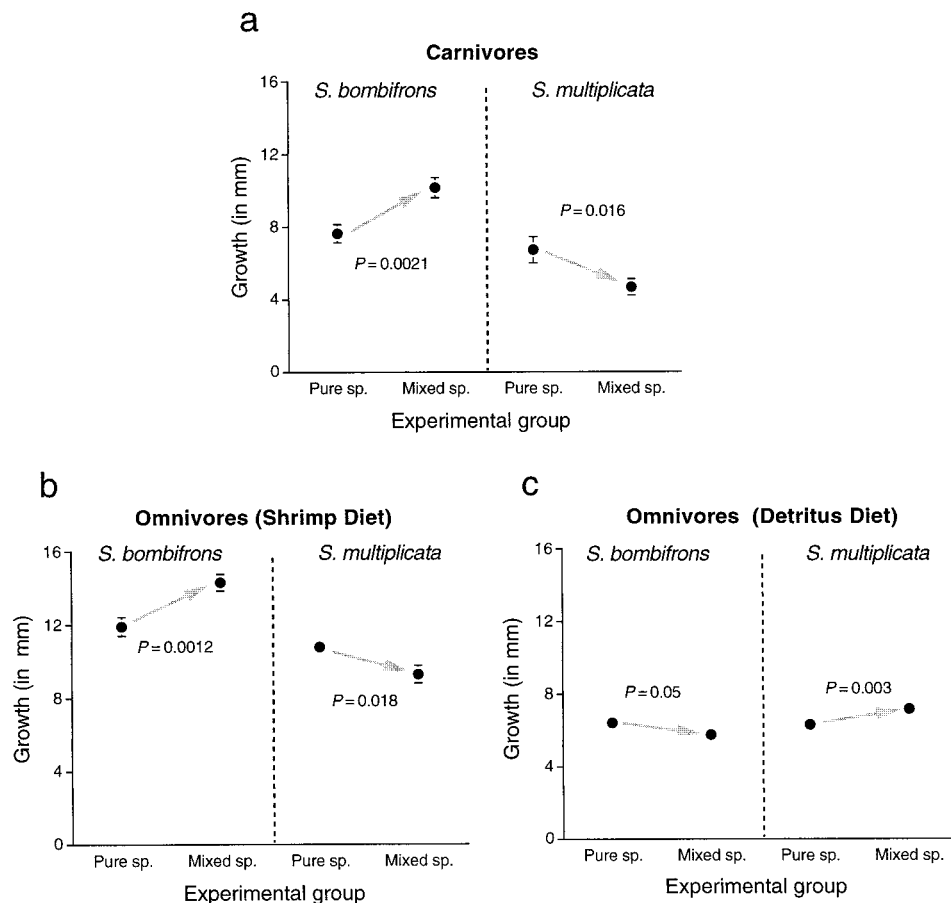 a
Carnivores
S. bombifrons
S. multiplicata
16
12
8
4
0
Growth (in mm)
P = 0.0021
P = 0.016
Pure sp.
Mixed sp.
Pure sp.
Mixed sp.
Experimental group
b
Omnivores (Shrimp Diet)
S. bombifrons
S. multiplicata
16
12
8
4
0
Growth (in mm)
P = 0.0012
P = 0.018
Pure sp.
Mixed sp.
Pure sp.
Mixed sp.
Experimental group
c
Omnivores (Detritus Diet)
S. bombifrons
S. multiplicata
16
12
8
4
0
Growth (in mm)
P = 0.05
P = 0.003
Pure sp.
Mixed sp.
Pure sp.
Mixed sp.
Experimental group